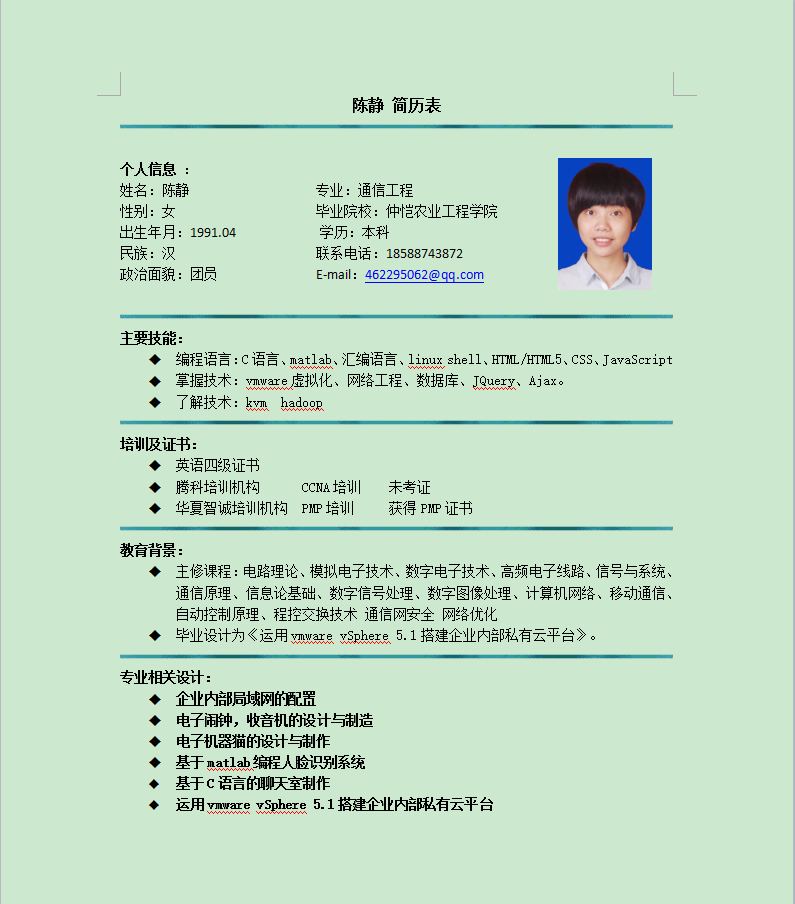 陈静 简历表
个人信息 ：
姓名：陈静 专业：通信工程
性别：女 毕业院校：仲恺农业工程学院
出生年月：1991.04 学历：本科
民族：汉 联系电话：18588743872
政治面貌：团员 E-mail：462295062@qq.com
主要技能：
◆ 编程语言：C 语言、matlab、汇编语言、linux shell、HTML/HTML5、CSS、JavaScript
◆ 掌握技术：vmware 虚拟化、网络工程、数据库、JQuery、Ajax。
◆ 了解技术：kvm hadoop
培训及证书：
◆ 英语四级证书
◆ 腾科培训机构 CCNA 培训 未考证
◆ 华夏智诚培训机构 PMP 培训 获得 PMP 证书
教育背景：
◆ 主修课程：电路理论、模拟电子技术、数字电子技术、高频电子线路、信号与系统、
通信原理、信息论基础、数字信号处理、数字图像处理、计算机网络、移动通信、
自动控制原理、程控交换技术 通信网安全 网络优化
◆ 毕业设计为《运用 vmware vSphere 5.1 搭建企业内部私有云平台》。
专业相关设计：
◆ 企业内部局域网的配置
◆ 电子闹钟，收音机的设计与制造
◆ 电子机器猫的设计与制作
◆ 基于 matlab 编程人脸识别系统
◆ 基于 C 语言的聊天室制作
◆ 运用 vmware vSphere 5.1 搭建企业内部私有云平台